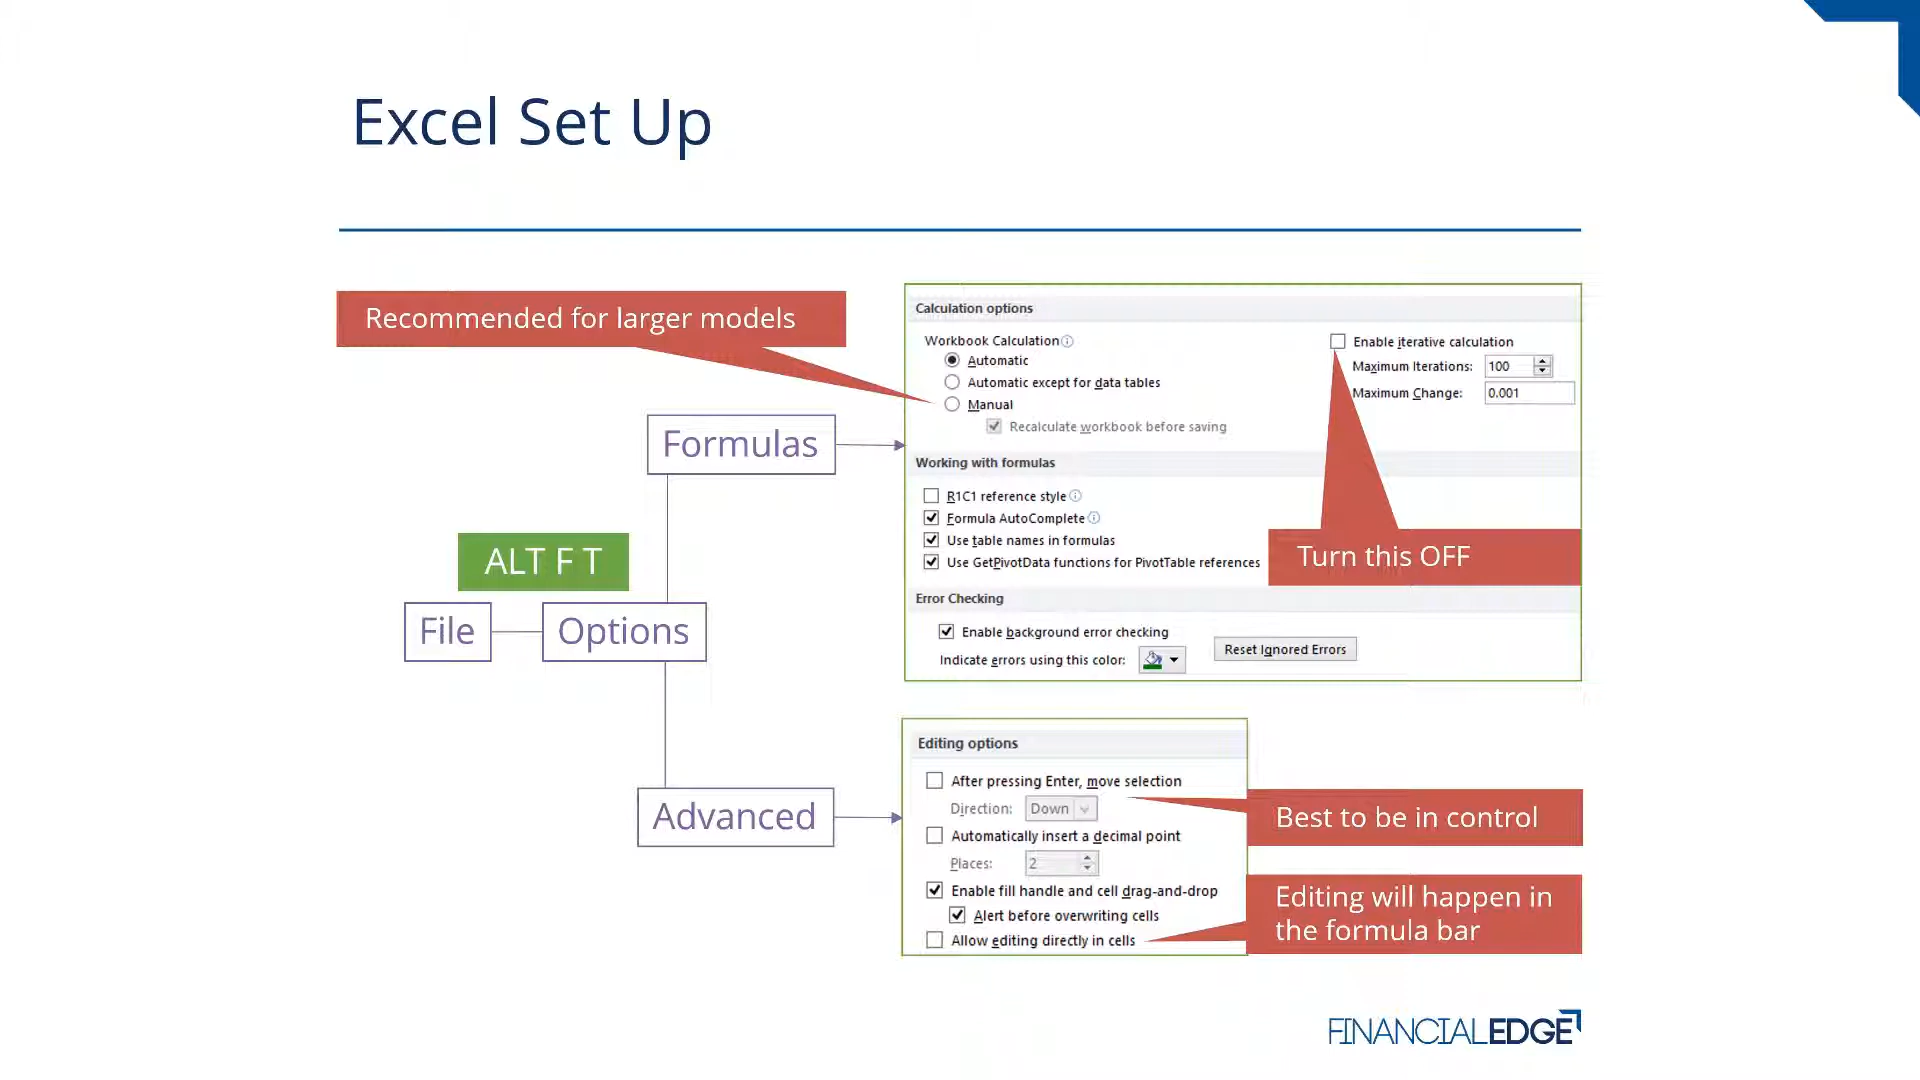 Excel Set Up
Recommended for larger models
Formulas
ALT F T
File
Options
Advanced
Calculation options
Workbook Calculation
Automatic
Automatic except for data tables
Manual
Recalculate workbook before saving
Enable iterative calculation
Maximum Iterations: 100
Maximum Change: 0.001
Working with formulas
R1C1 reference style
Formula AutoComplete
Use table names in formulas
Use GetPivotData functions for PivotTable references
Turn this OFF
Error Checking
Enable background error checking
Indicate errors using this color:
Reset Ignored Errors
Editing options
After pressing Enter, move selection
Direction: Down
Automatically insert a decimal point
Places: 2
Enable fill handle and cell drag-and-drop
Alert before overwriting cells
Allow editing directly in cells
Best to be in control
Editing will happen in
the formula bar
FINANCIALEDGE